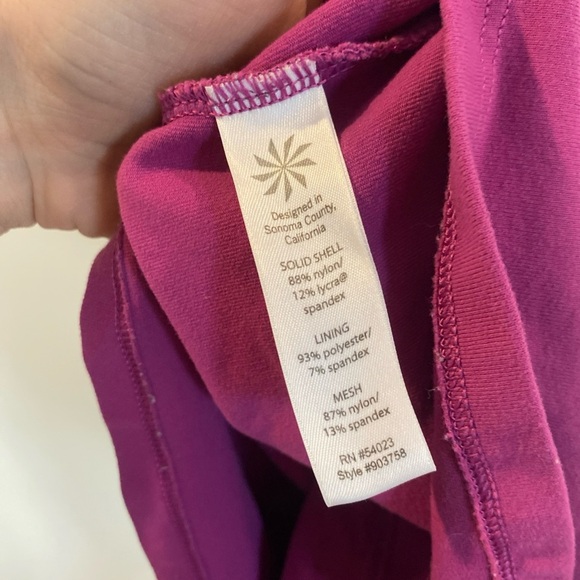 Designed in
Sonoma County,
California
SOLID SHELL
88% nylon/
12% lycra®
spandex
LINING
93% polyester/
7% spandex
MESH
87% nylon/
13% spandex
RN #54023
Style #903758